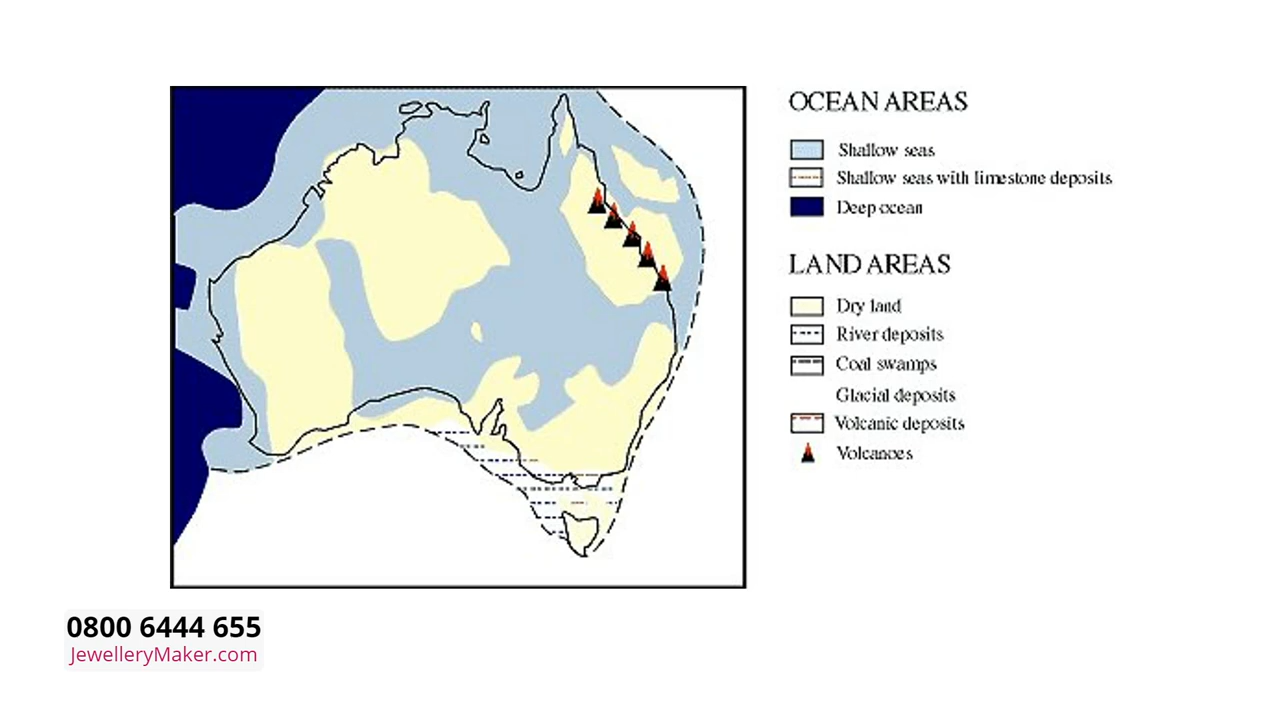 OCEAN AREAS
Shallow seas
Shallow seas with limestone deposits
Deep ocean
LAND AREAS
Dry land
River deposits
Coal swamps
Glacial deposits
Volcanic deposits
Volcanoes
0800 6444 655
JewelleryMaker.com